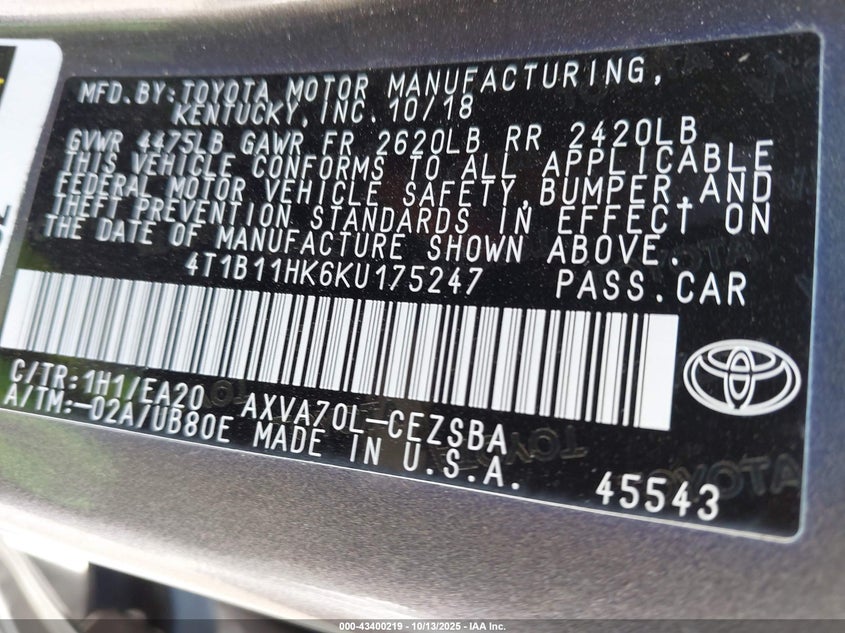 MFD.BY:TOYOTA MOTOR MANUFACTURING,
KENTUCKY, INC. 10/18
GVWR 4475LB GAWR FR 2620LB RR 2420LB
THIS VEHICLE CONFORMS TO ALL APPLICABLE
FEDERAL MOTOR VEHICLE SAFETY, BUMPER, AND
THEFT PREVENTION STANDARDS IN EFFECT ON
THE DATE OF MANUFACTURE SHOWN ABOVE.
4T1B11HK6KU175247 PASS.CAR
C/TR:1H1/EA20 AXVA70L-CEZSBA
A/TM:-02A/UB80E MADE IN U.S.A.
45543
TOYOTA
000-43400219 - 10/13/2025 - IAA Inc.